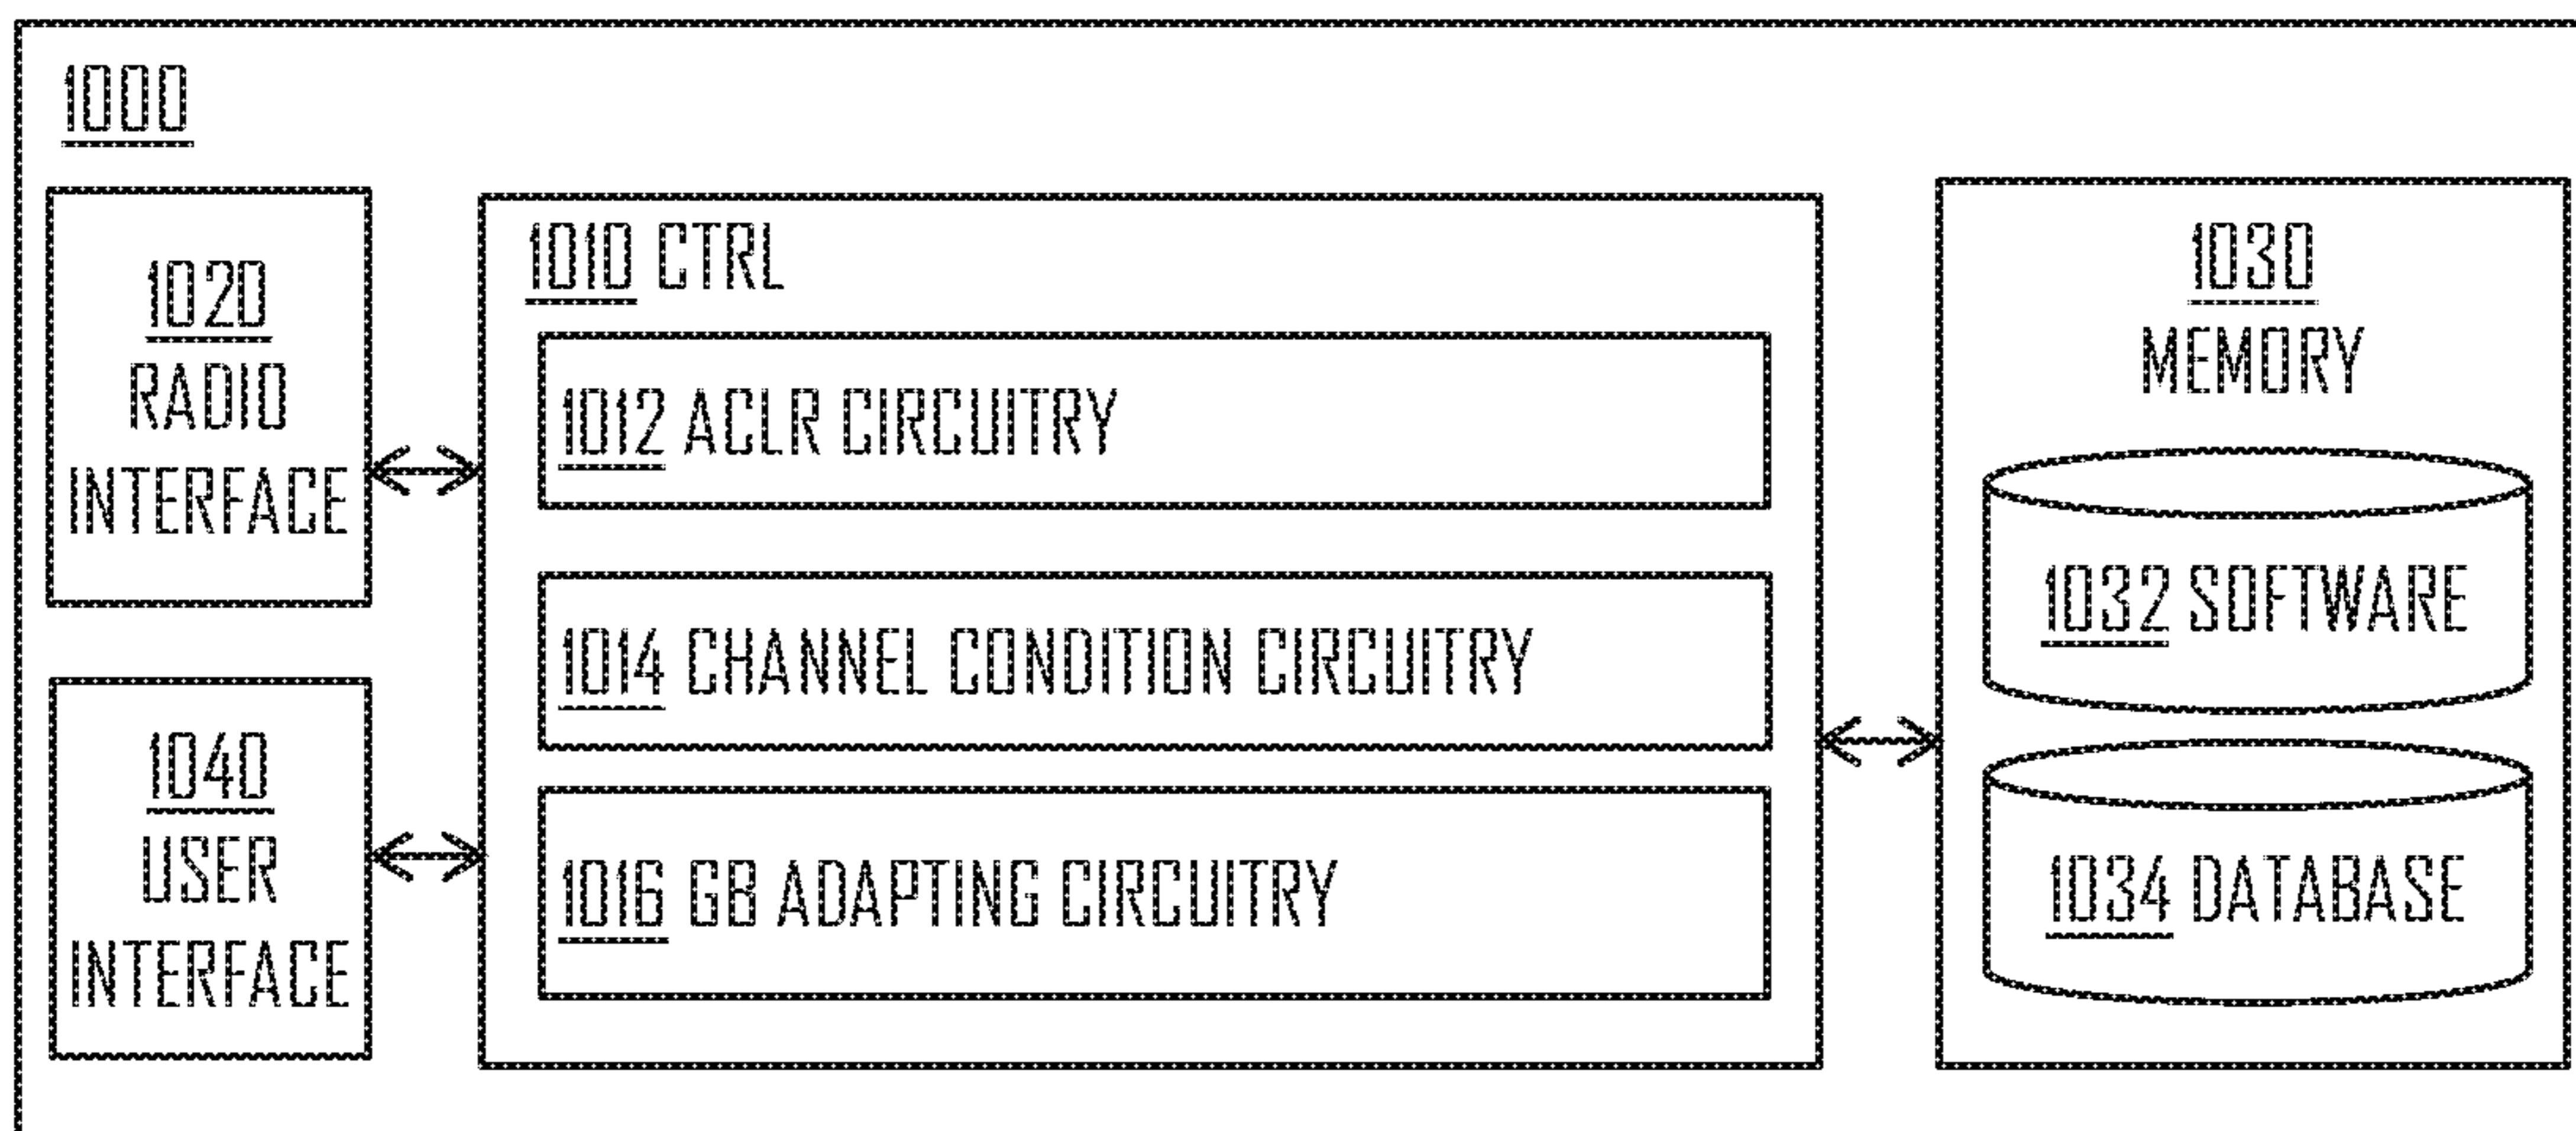 1000
1020
RADIO
INTERFACE
1040
USER
INTERFACE
1010 CTRL
1012 ACLR CIRCUITRY
1014 CHANNEL CONDITION CIRCUITRY
1016 GB ADAPTING CIRCUITRY
1030
MEMORY
1032 SOFTWARE
1034 DATABASE